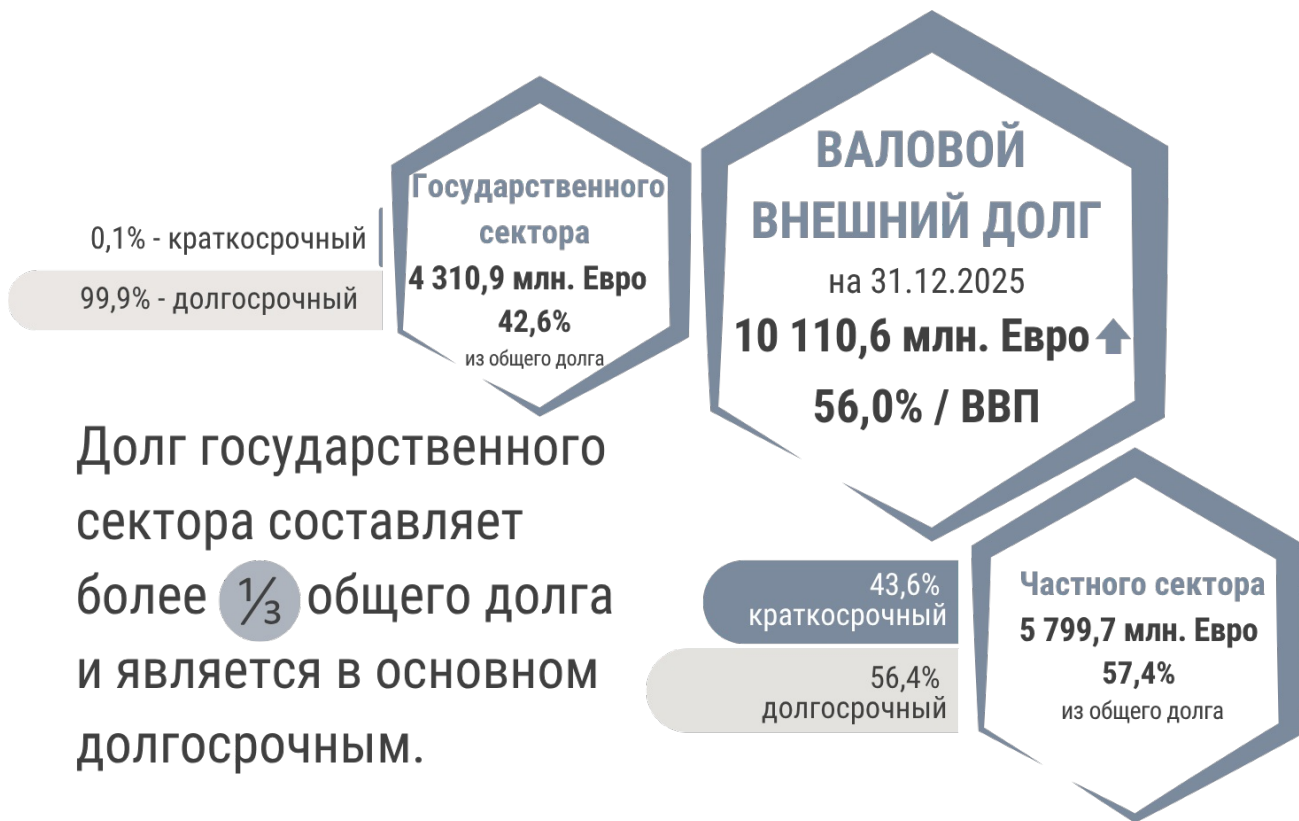 ВАЛОВОЙ
ВНЕШНИЙ ДОЛГ
на 31.12.2025
10 110,6 млн. Евро
56,0% / ВВП
Государственного
сектора
4 310,9 млн. Евро
42,6%
из общего долга
0,1% - краткосрочный
99,9% - долгосрочный
Долг государственного
сектора составляет
более ⅓ общего долга
и является в основном
долгосрочным.
43,6%
краткосрочный
56,4%
долгосрочный
Частного сектора
5 799,7 млн. Евро
57,4%
из общего долга